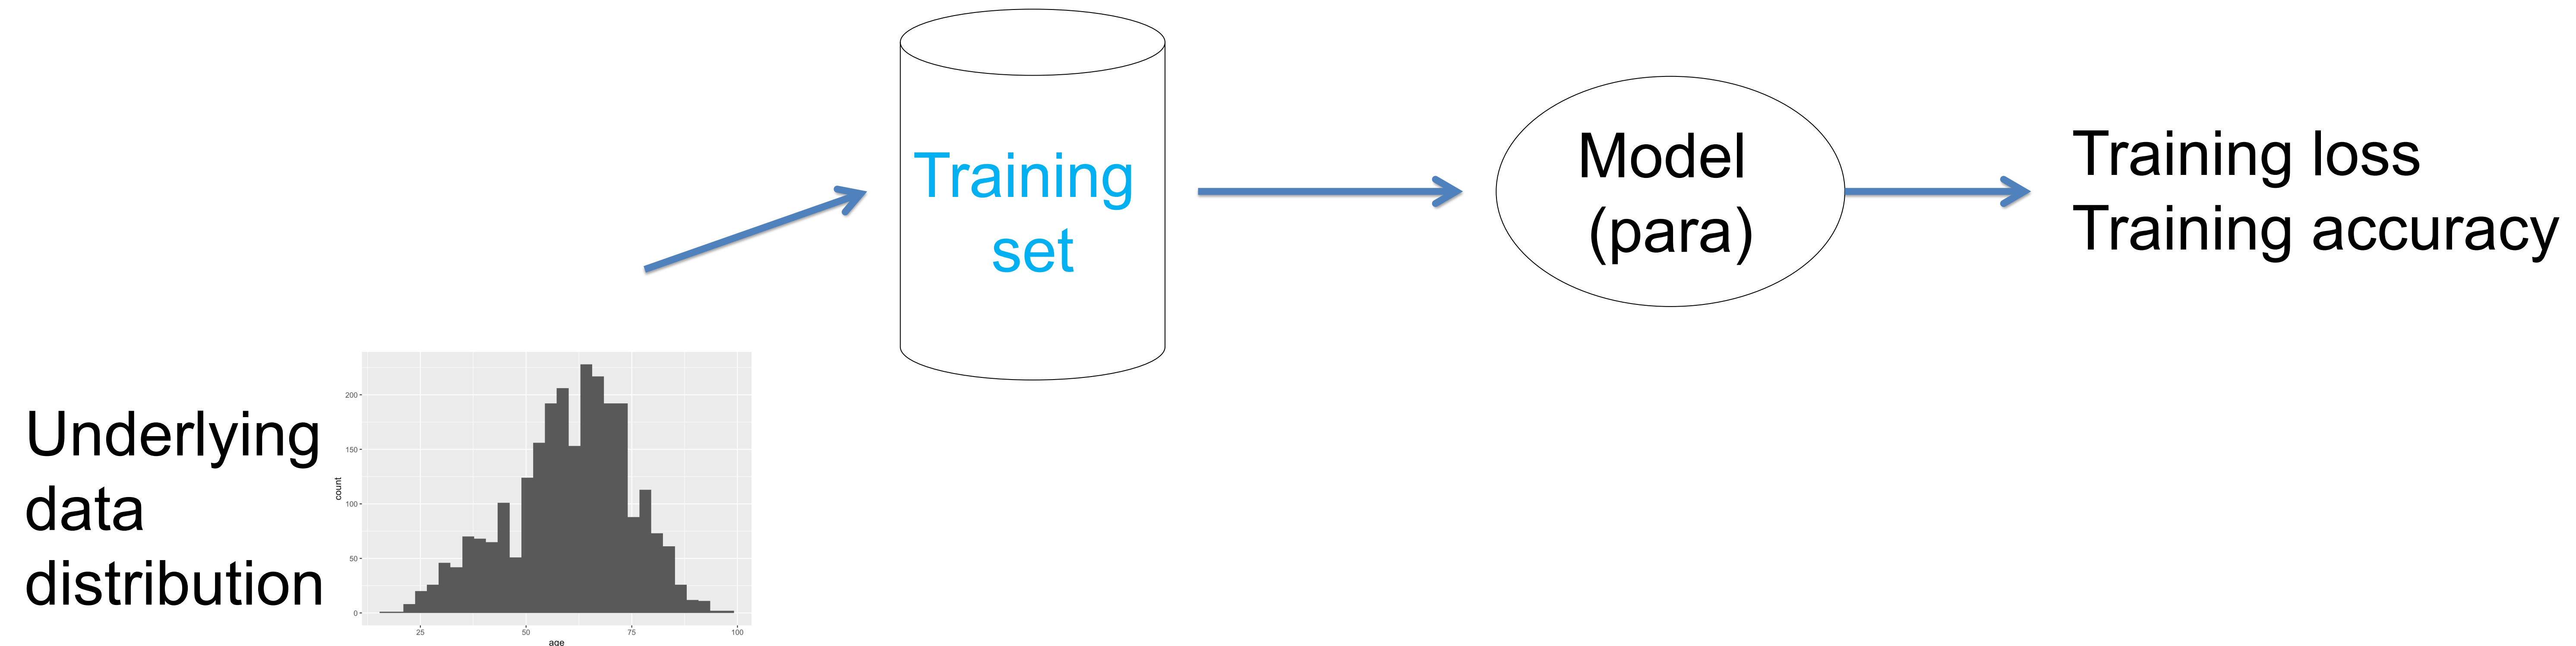 Training
set
Model
(para)
Training loss
Training accuracy
Underlying
data
distribution
200
150
100
50
0
count
25
50
75
100
age